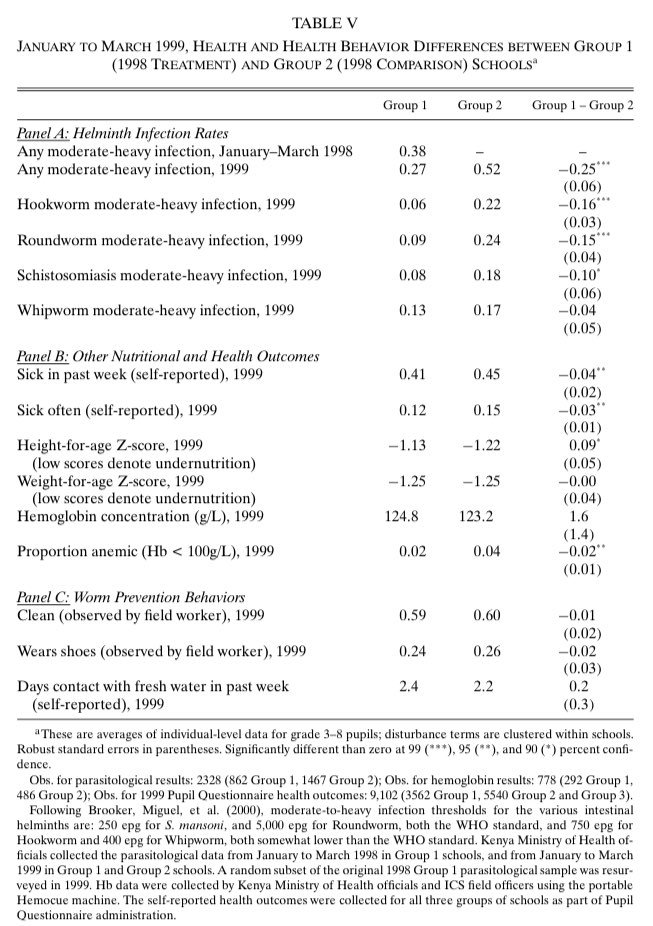 TABLE V
JANUARY TO MARCH 1999, HEALTH AND HEALTH BEHAVIOR DIFFERENCES BETWEEN GROUP 1
(1998 TREATMENT) AND GROUP 2 (1998 COMPARISON) SCHOOLSª
Group 1 Group 2 Group 1 – Group 2
Panel A: Helminth Infection Rates
Any moderate-heavy infection, January–March 1998 0.38 – –
Any moderate-heavy infection, 1999 0.27 0.52 −0.25***
(0.06)
Hookworm moderate-heavy infection, 1999 0.06 0.22 −0.16***
(0.03)
Roundworm moderate-heavy infection, 1999 0.09 0.24 −0.15***
(0.04)
Schistosomiasis moderate-heavy infection, 1999 0.08 0.18 −0.10*
(0.06)
Whipworm moderate-heavy infection, 1999 0.13 0.17 −0.04
(0.05)
Panel B: Other Nutritional and Health Outcomes
Sick in past week (self-reported), 1999 0.41 0.45 −0.04**
(0.02)
Sick often (self-reported), 1999 0.12 0.15 −0.03**
(0.01)
Height-for-age Z-score, 1999 −1.13 −1.22 0.09*
(low scores denote undernutrition) (0.05)
Weight-for-age Z-score, 1999 −1.25 −1.25 −0.00
(low scores denote undernutrition) (0.04)
Hemoglobin concentration (g/L), 1999 124.8 123.2 1.6
(1.4)
Proportion anemic (Hb < 100g/L), 1999 0.02 0.04 −0.02**
(0.01)
Panel C: Worm Prevention Behaviors
Clean (observed by field worker), 1999 0.59 0.60 −0.01
(0.02)
Wears shoes (observed by field worker), 1999 0.24 0.26 −0.02
(0.03)
Days contact with fresh water in past week 2.4 2.2 0.2
(self-reported), 1999 (0.3)
ªThese are averages of individual-level data for grade 3–8 pupils; disturbance terms are clustered within schools.
Robust standard errors in parentheses. Significantly different than zero at 99 (***), 95 (**), and 90 (*) percent confi-
dence.
Obs. for parasitological results: 2328 (862 Group 1, 1467 Group 2); Obs. for hemoglobin results: 778 (292 Group 1,
486 Group 2); Obs. for 1999 Pupil Questionnaire health outcomes: 9,102 (3562 Group 1, 5540 Group 2 and Group 3).
Following Brooker, Miguel, et al. (2000), moderate-to-heavy infection thresholds for the various intestinal
helminths are: 250 epg for S. mansoni, and 5,000 epg for Roundworm, both the WHO standard, and 750 epg for
Hookworm and 400 epg for Whipworm, both somewhat lower than the WHO standard. Kenya Ministry of Health of-
ficials collected the parasitological data from January to March 1998 in Group 1 schools, and from January to March
1999 in Group 1 and Group 2 schools. A random subset of the original 1998 Group 1 parasitological sample was resur-
veyed in 1999. Hb data were collected by Kenya Ministry of Health officials and ICS field officers using the portable
Hemocue machine. The self-reported health outcomes were collected for all three groups of schools as part of Pupil
Questionnaire administration.